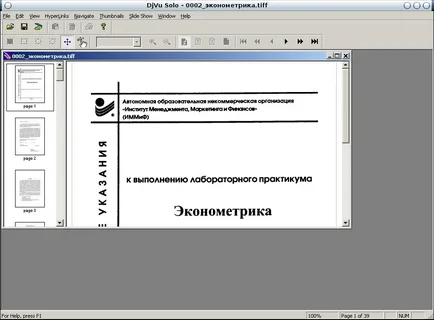 DjVu Solo - 0002_эконометрика.tiff
File Edit View HyperLinks Navigate Thumbnails Slide Show Window Help
0002_эконометрика.tiff
page 1
page 2
page 3
Автономная образовательная некоммерческая организация
«Институт Менеджмента, Маркетинга и Финансов»
(ИММиФ)
Е УКАЗАНИЯ
к выполнению лабораторного практикума
Эконометрика
For Help, press F1
100%
Page 1 of 39
NUM